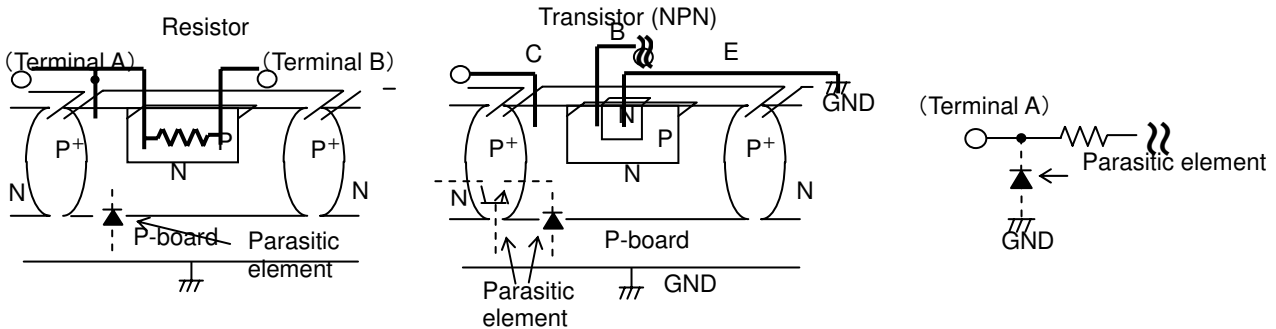 Resistor
（Terminal A）
（Terminal B）
P+
P
P+
N
N
N
P-board
Parasitic
element
Transistor (NPN)
C
B
E
GND
P+
N
P
P+
N
N
N
P-board
GND
Parasitic
element
（Terminal A）
Parasitic element
GND